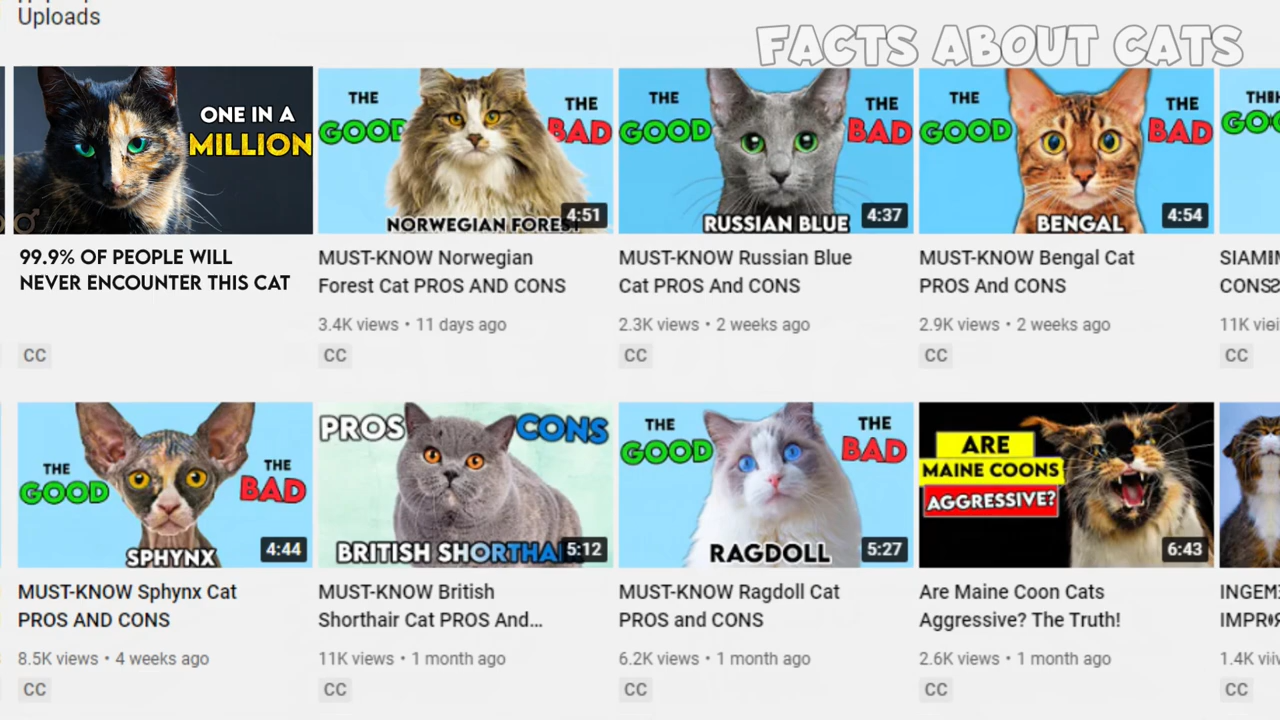 Uploads
FACTS ABOUT CATS
ONE IN A
MILLION
THE
GOOD
THE
BAD
NORWEGIAN FOREST
4:51
THE
GOOD
THE
BAD
RUSSIAN BLUE
4:37
THE
GOOD
THE
BAD
BENGAL
4:54
99.9% OF PEOPLE WILL
NEVER ENCOUNTER THIS CAT
CC
MUST-KNOW Norwegian
Forest Cat PROS AND CONS
3.4K views • 11 days ago
CC
MUST-KNOW Russian Blue
Cat PROS And CONS
2.3K views • 2 weeks ago
CC
MUST-KNOW Bengal Cat
PROS And CONS
2.9K views • 2 weeks ago
CC
11K
CC
THE
GOOD
THE
BAD
SPHYNX
4:44
PROS
CONS
BRITISH SHORTHA
5:12
THE
GOOD
THE
BAD
RAGDOLL
5:27
ARE
MAINE COONS
AGGRESSIVE?
6:43
MUST-KNOW Sphynx Cat
PROS AND CONS
8.5K views • 4 weeks ago
CC
MUST-KNOW British
Shorthair Cat PROS And...
11K views • 1 month ago
CC
MUST-KNOW Ragdoll Cat
PROS and CONS
6.2K views • 1 month ago
CC
Are Maine Coon Cats
Aggressive? The Truth!
2.6K views • 1 month ago
CC
1.4K
CC